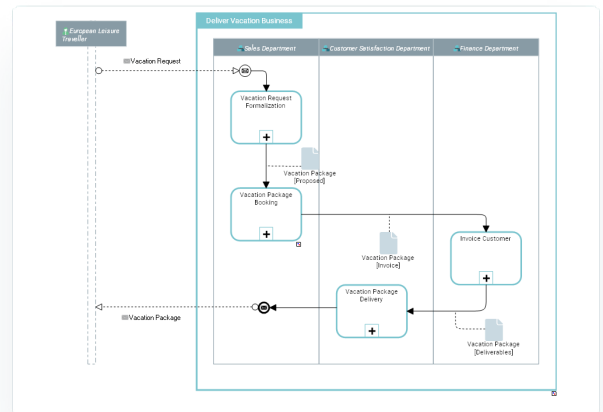 Deliver Vacation Business
European Leisure
Traveller
Sales Department
Customer Satisfaction Department
Finance Department
Vacation Request
Vacation Request
Formalization
Vacation Package
[Proposed]
Vacation Package
Booking
Invoice Customer
Vacation Package
[Invoice]
Vacation Package
Delivery
Vacation Package
Vacation Package
[Deliverables]